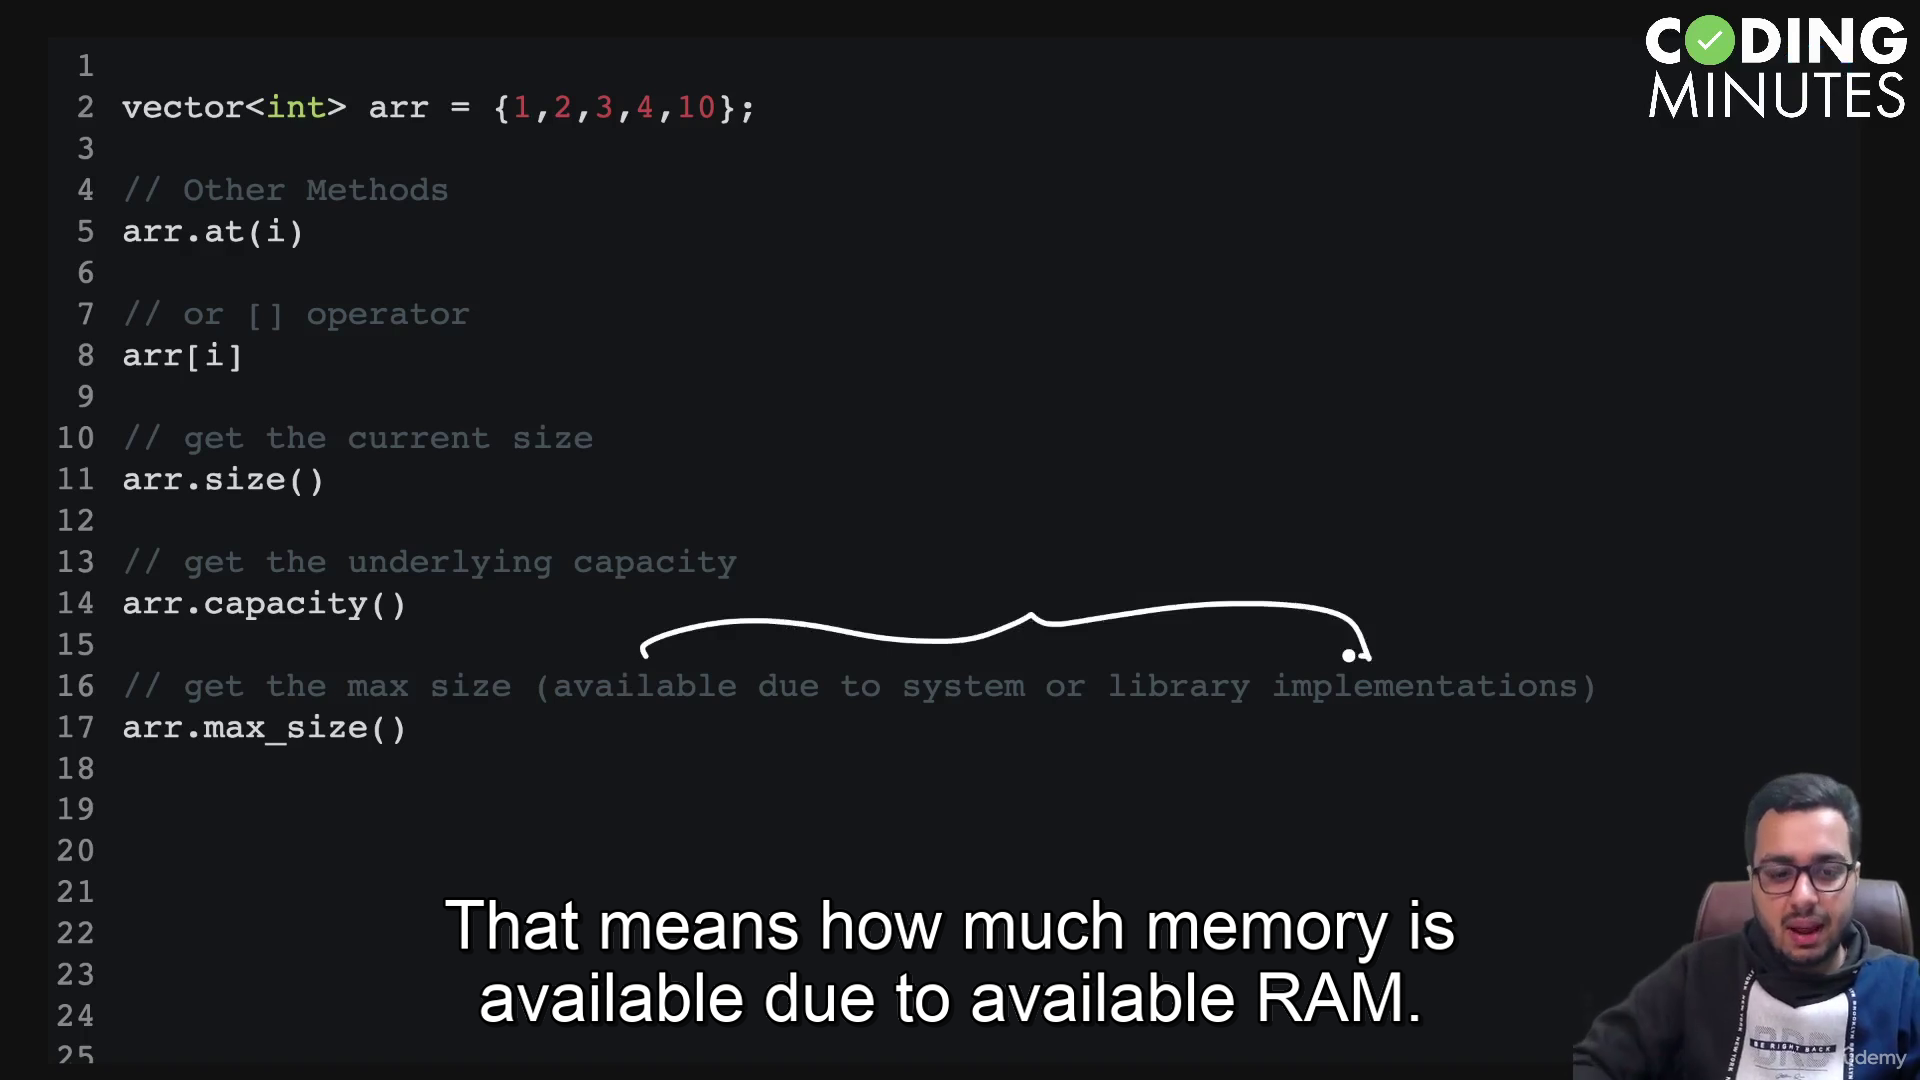 CODING
MINUTES
1
2 vector<int> arr = {1,2,3,4,10};
3
4 // Other Methods
5 arr.at(i)
6
7 // or [] operator
8 arr[i]
9
10 // get the current size
11 arr.size()
12
13 // get the underlying capacity
14 arr.capacity()
15
16 // get the max size (available due to system or library implementations)
17 arr.max_size()
18
19
20
21
22
23
24
25
That means how much memory is
available due to available RAM.
BE RIGHT BACK
udemy